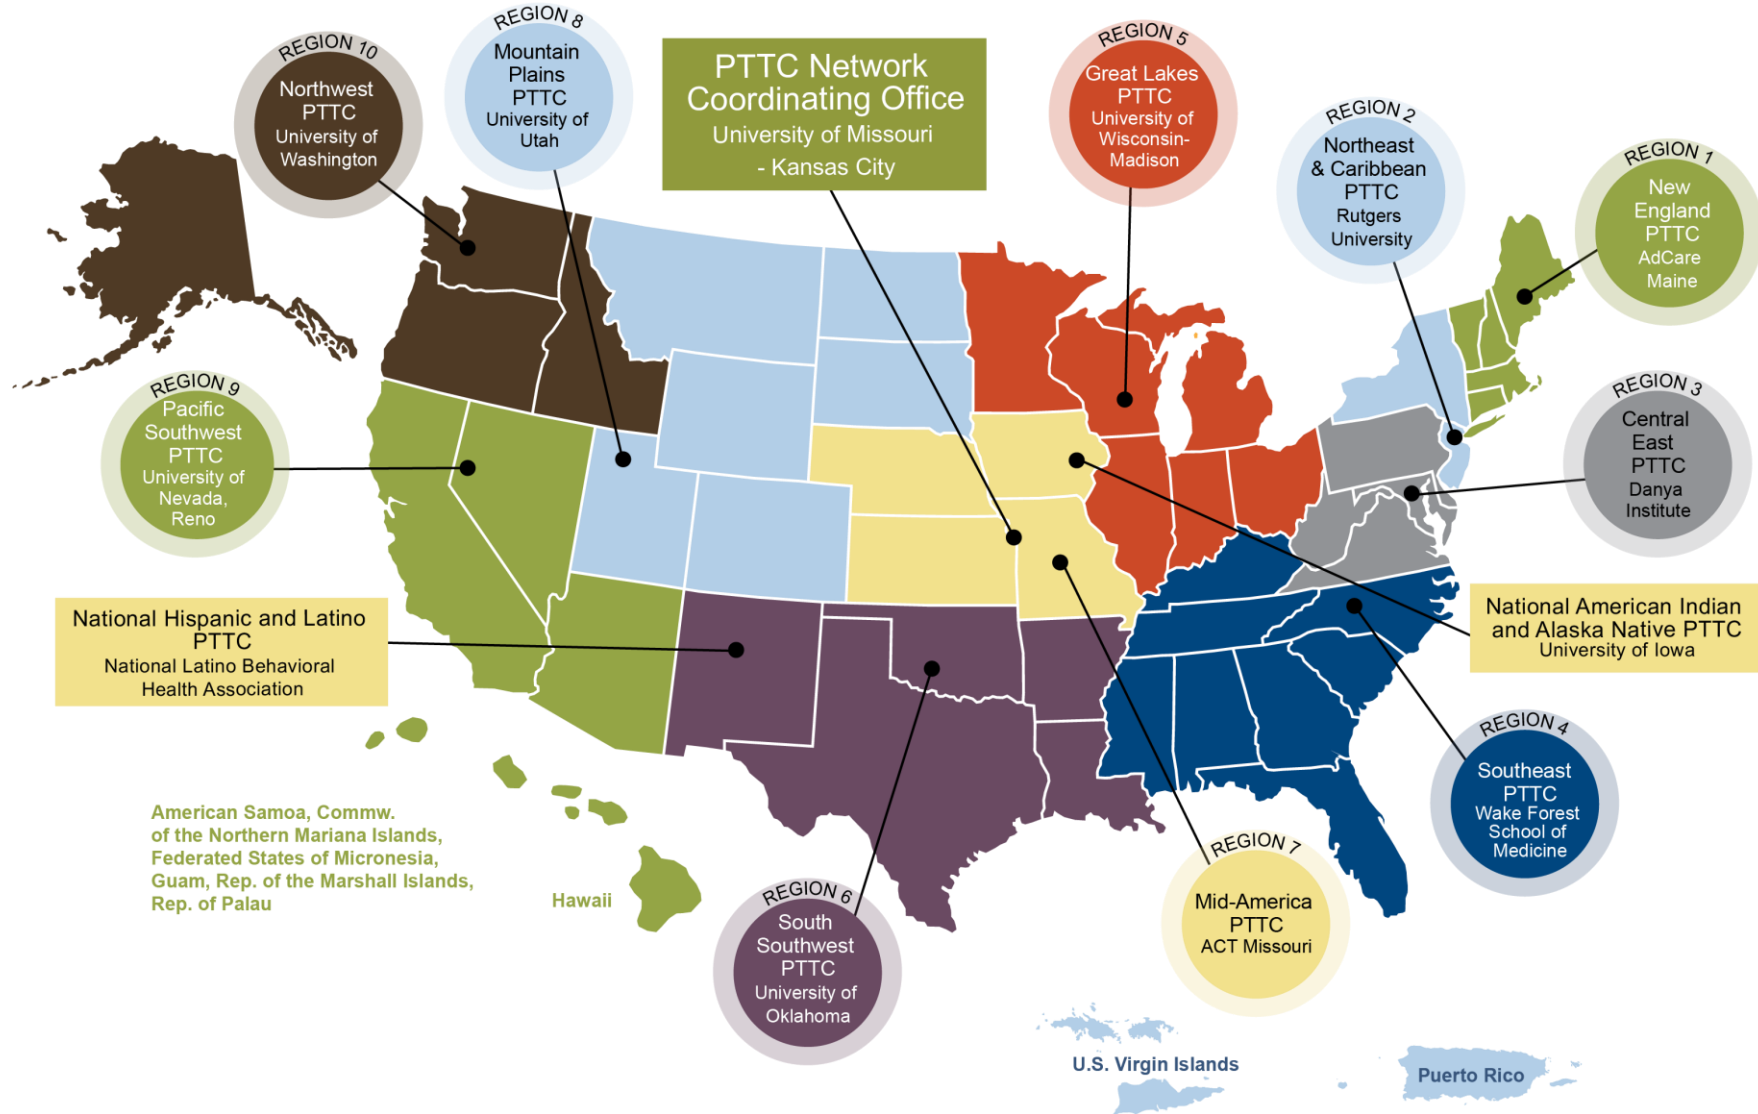 REGION 10
Northwest
PTTC
University of
Washington
REGION 8
Mountain
Plains
PTTC
University of
Utah
PTTC Network
Coordinating Office
University of Missouri
- Kansas City
REGION 5
Great Lakes
PTTC
University of
Wisconsin-
Madison
REGION 2
Northeast
& Caribbean
PTTC
Rutgers
University
REGION 1
New
England
PTTC
AdCare
Maine
REGION 9
Pacific
Southwest
PTTC
University of
Nevada,
Reno
REGION 3
Central
East
PTTC
Danya
Institute
National Hispanic and Latino
PTTC
National Latino Behavioral
Health Association
National American Indian
and Alaska Native PTTC
University of Iowa
REGION 4
Southeast
PTTC
Wake Forest
School of
Medicine
American Samoa, Commw.
of the Northern Mariana Islands,
Federated States of Micronesia,
Guam, Rep. of the Marshall Islands,
Rep. of Palau
Hawaii
REGION 6
South
Southwest
PTTC
University of
Oklahoma
REGION 7
Mid-America
PTTC
ACT Missouri
U.S. Virgin Islands
Puerto Rico